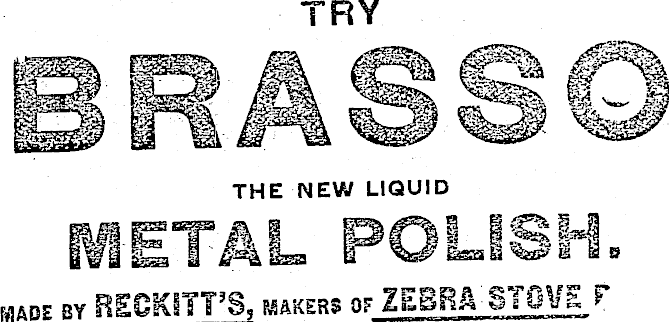 TRY
BRASSO
THE NEW LIQUID
METAL POLISH.
MADE BY RECKITT'S, MAKERS OF ZEBRA STOVE